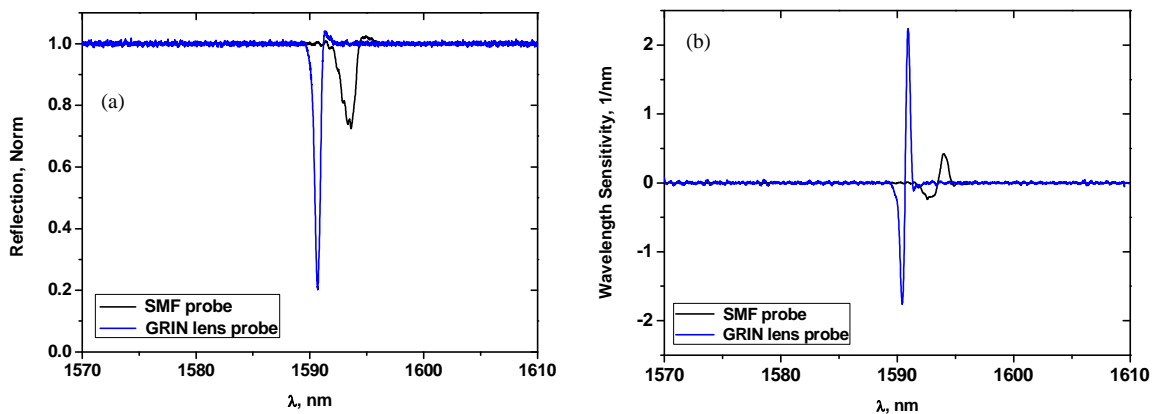 (a)
Reflection, Norm
1.0
0.8
0.6
0.4
0.2
0.0
SMF probe
GRIN lens probe
1570
1580
1590
1600
1610
λ, nm
(b)
Wavelength Sensitivity, 1/nm
2
1
0
-1
-2
SMF probe
GRIN lens probe
1570
1580
1590
1600
1610
λ, nm